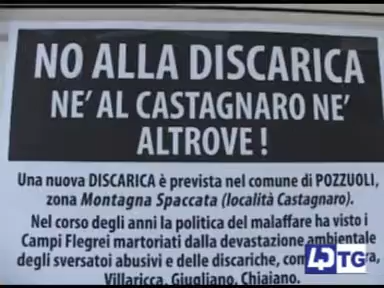 NO ALLA DISCARICA
NE' AL CASTAGNARO NE'
ALTROVE !
Una nuova DISCARICA è prevista nel comune di POZZUOLI,
zona Montagna Spaccata (località Castagnaro).
Nel corso degli anni la politica del malaffare ha visto i
Campi Flegrei martoriati dalla devastazione ambientale
degli sversatoi abusivi e delle discariche,
Villaricca, Giugliano, Chiaiano.
TG